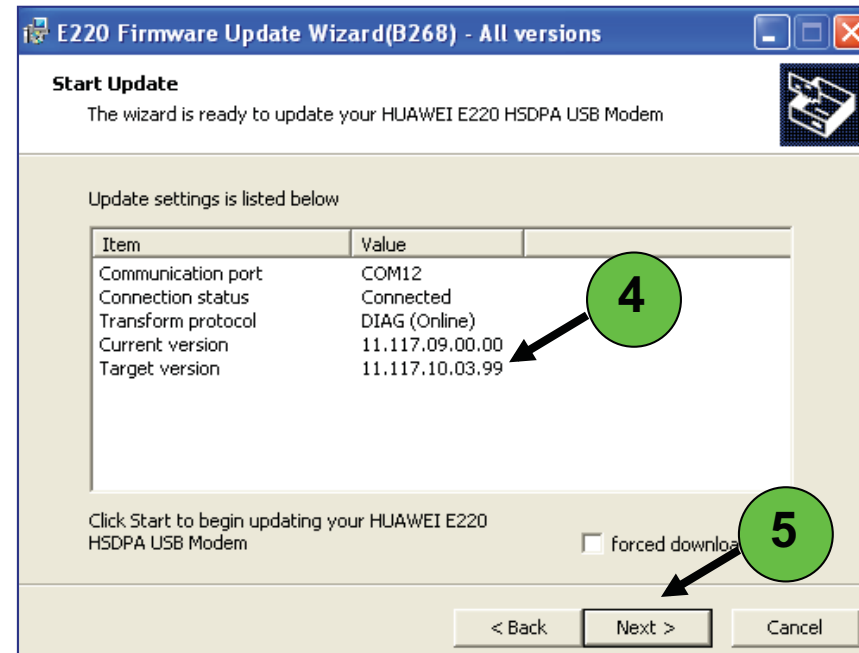 E220 Firmware Update Wizard(B268) - All versions
Start Update
The wizard is ready to update your HUAWEI E220 HSDPA USB Modem
Update settings is listed below
Item Value
Communication port COM12
Connection status Connected
Transform protocol DIAG (Online)
Current version 11.117.09.00.00
Target version 11.117.10.03.99
4
Click Start to begin updating your HUAWEI E220
HSDPA USB Modem
forced
5
< Back Next > Cancel